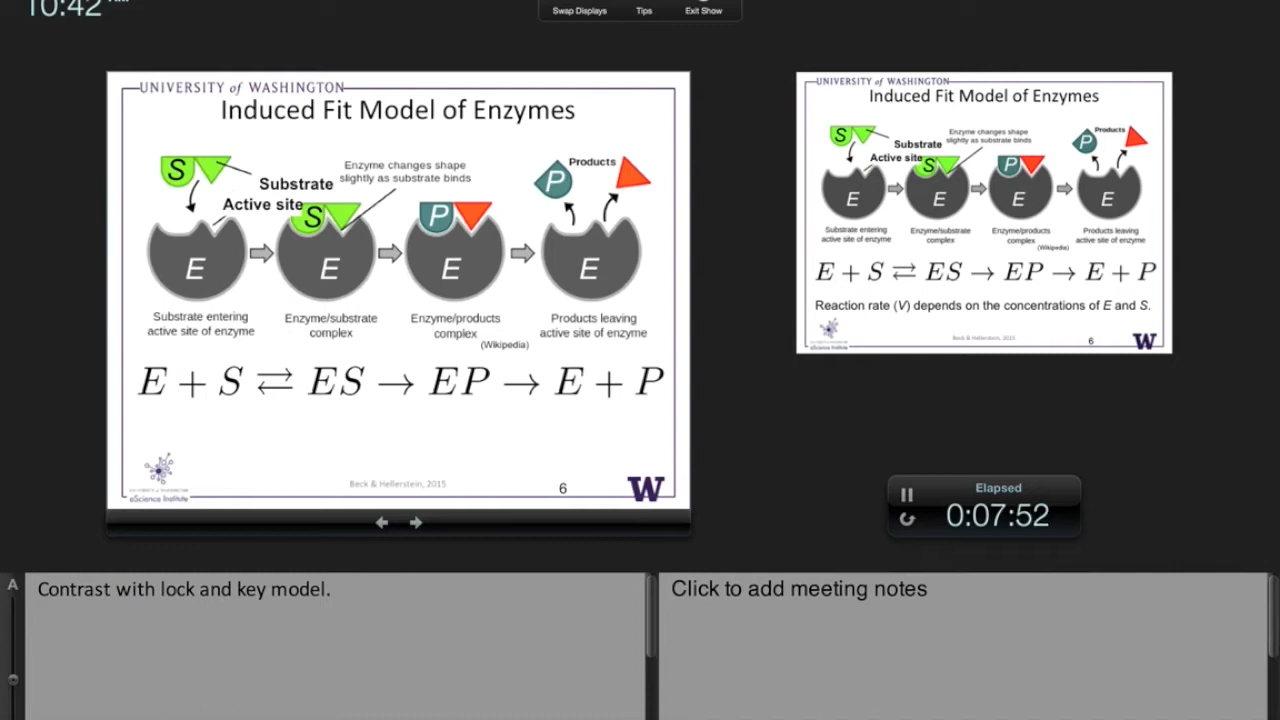 10:42
Swap Displays Tips Exit Show
UNIVERSITY of WASHINGTON
Induced Fit Model of Enzymes
S
Substrate
Active site
Enzyme changes shape
slightly as substrate binds
Products
P
S
P
E
E
E
E
Substrate entering
active site of enzyme
Enzyme/substrate
complex
Enzyme/products
complex
(Wikipedia)
Products leaving
active site of enzyme
E + S ⇄ ES → EP → E + P
eScience Institute
Beck & Hellerstein, 2015
6
W
UNIVERSITY of WASHINGTON
Induced Fit Model of Enzymes
S
Substrate
Active site
Enzyme changes shape
slightly as substrate binds
Products
P
S
P
E
E
E
E
Substrate entering
active site of enzyme
Enzyme/substrate
complex
Enzyme/products
complex
(Wikipedia)
Products leaving
active site of enzyme
E + S ⇄ ES → EP → E + P
Reaction rate (V) depends on the concentrations of E and S.
eScience Institute
Beck & Hellerstein, 2015
6
W
Elapsed
0:07:52
A
Contrast with lock and key model.
Click to add meeting notes